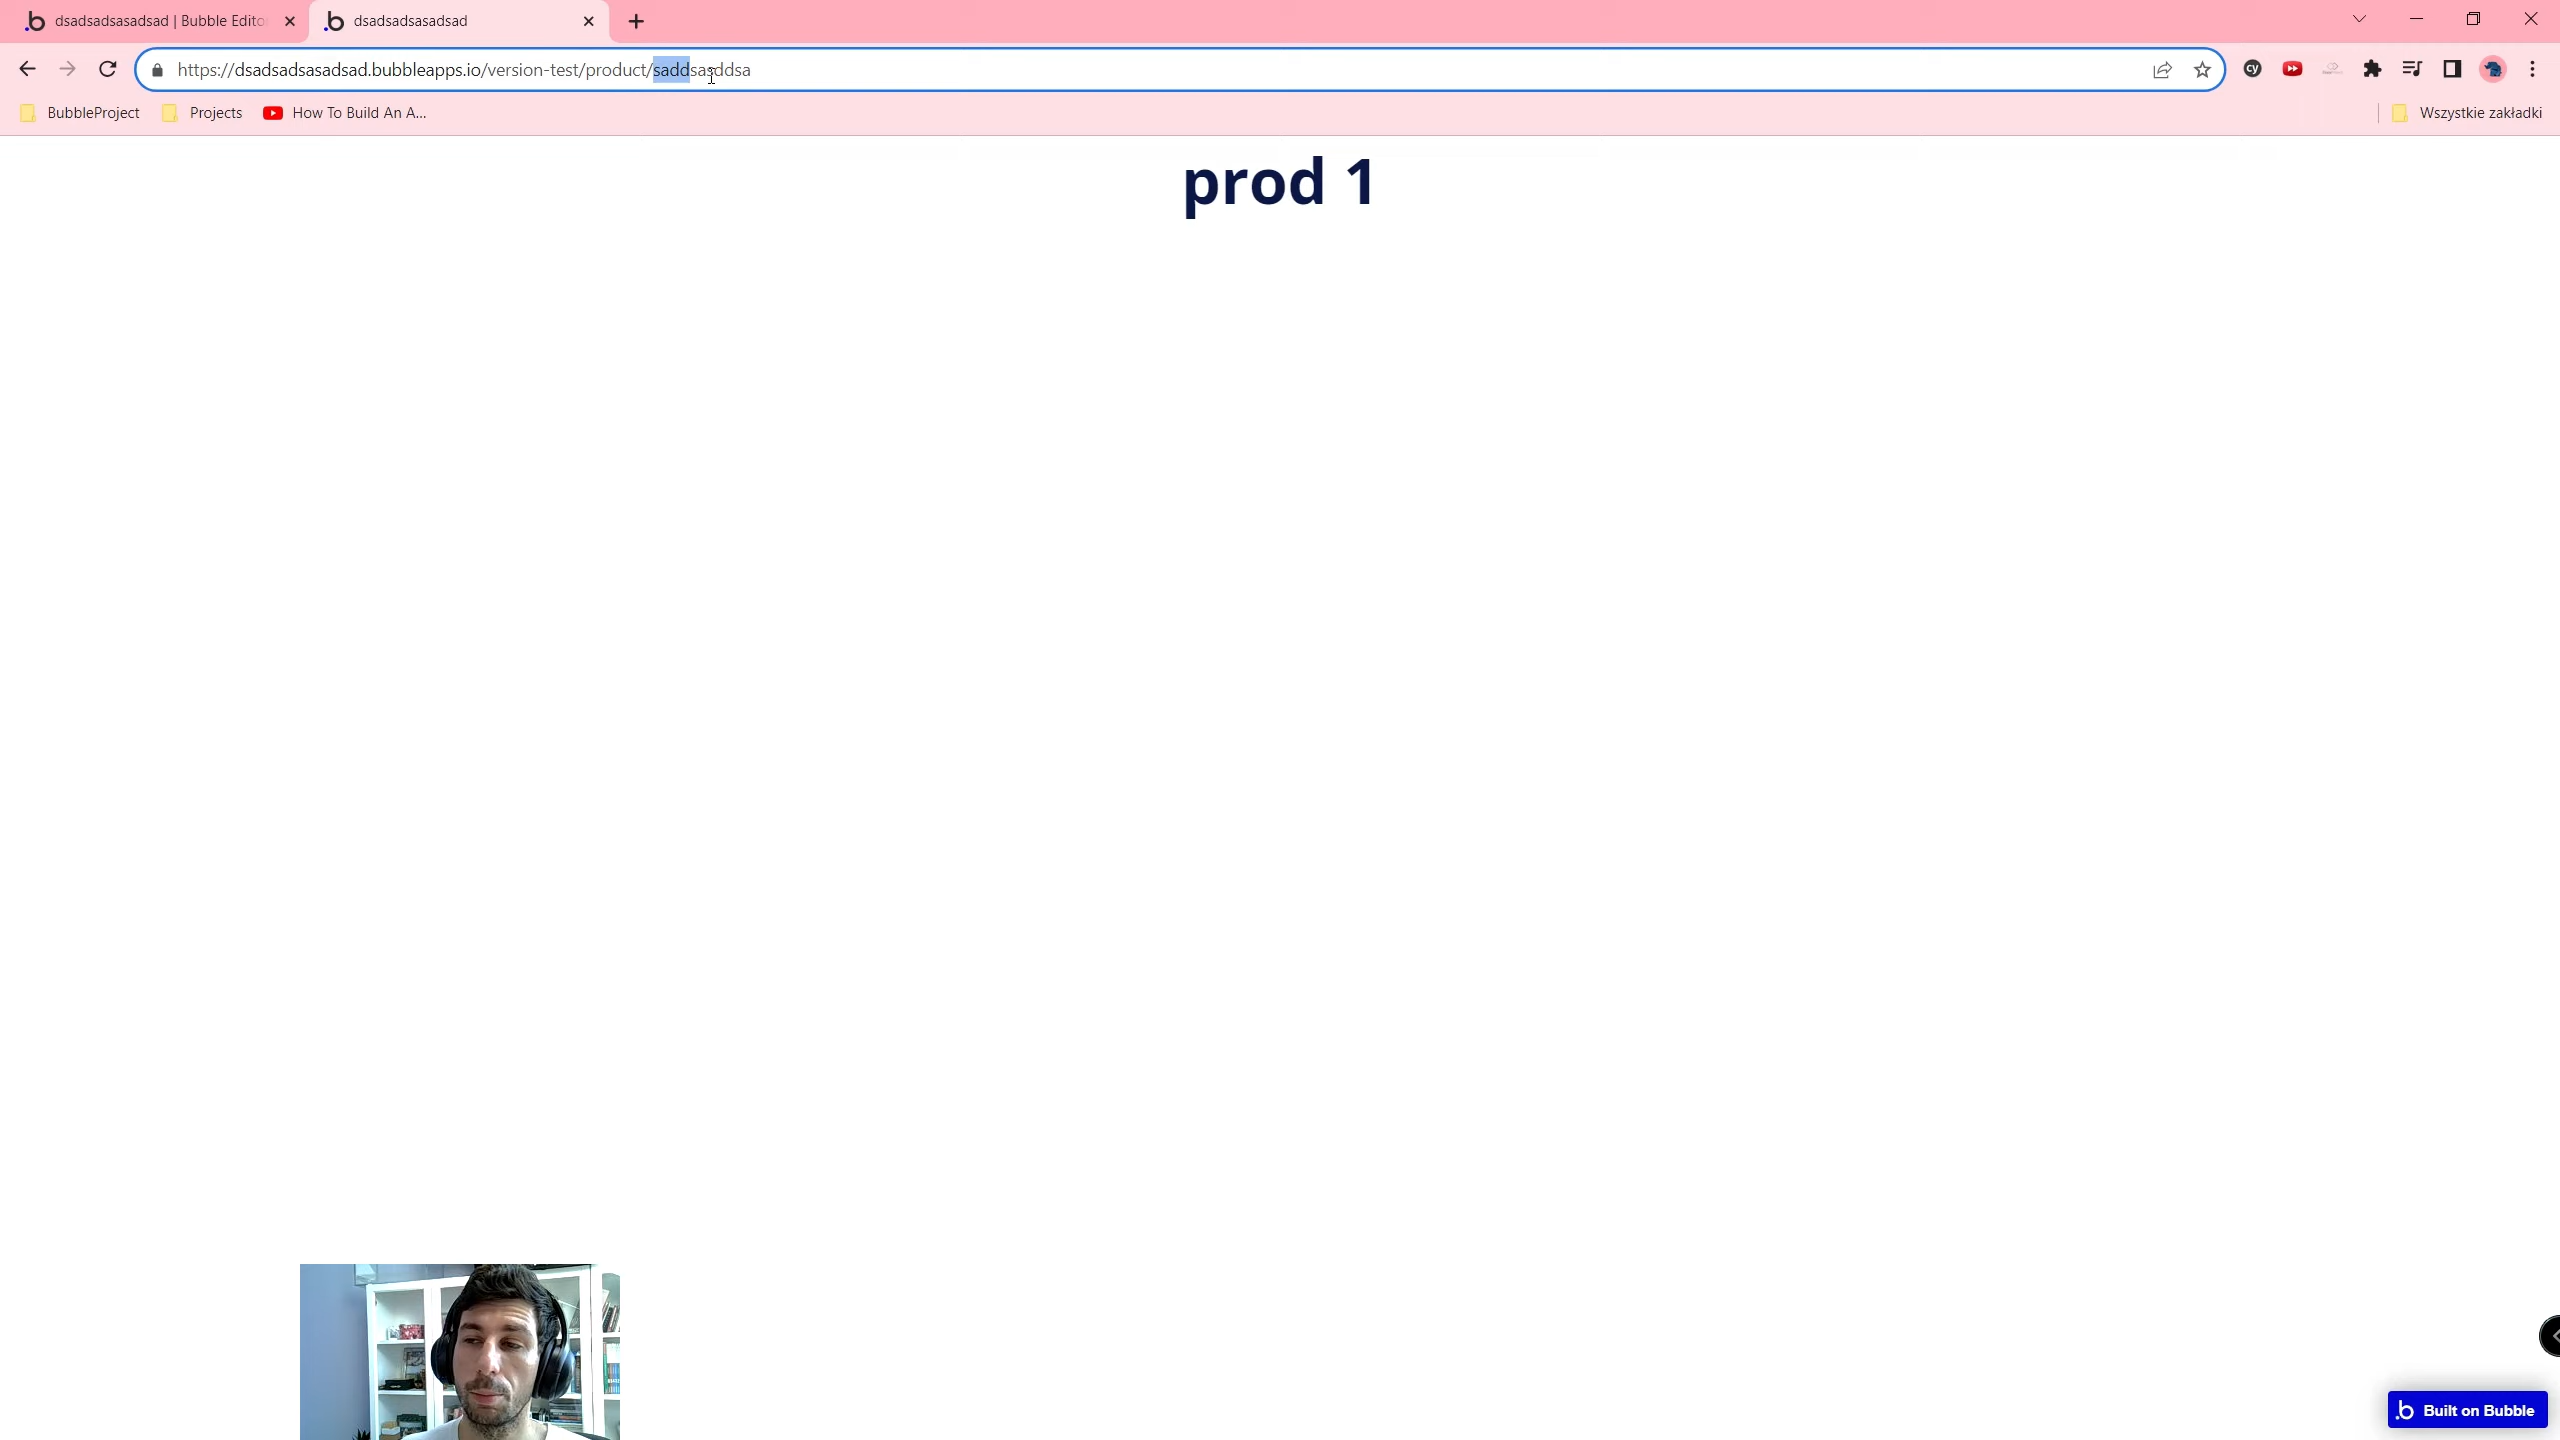 dsadsadsasadsad | Bubble Edito
dsadsadsasadsad
https://dsadsadsasadsad.bubbleapps.io/version-test/product/saddsasddsa
cy
BubbleProject
Projects
How To Build An A...
Wszystkie zakładki
prod 1
Built on Bubble